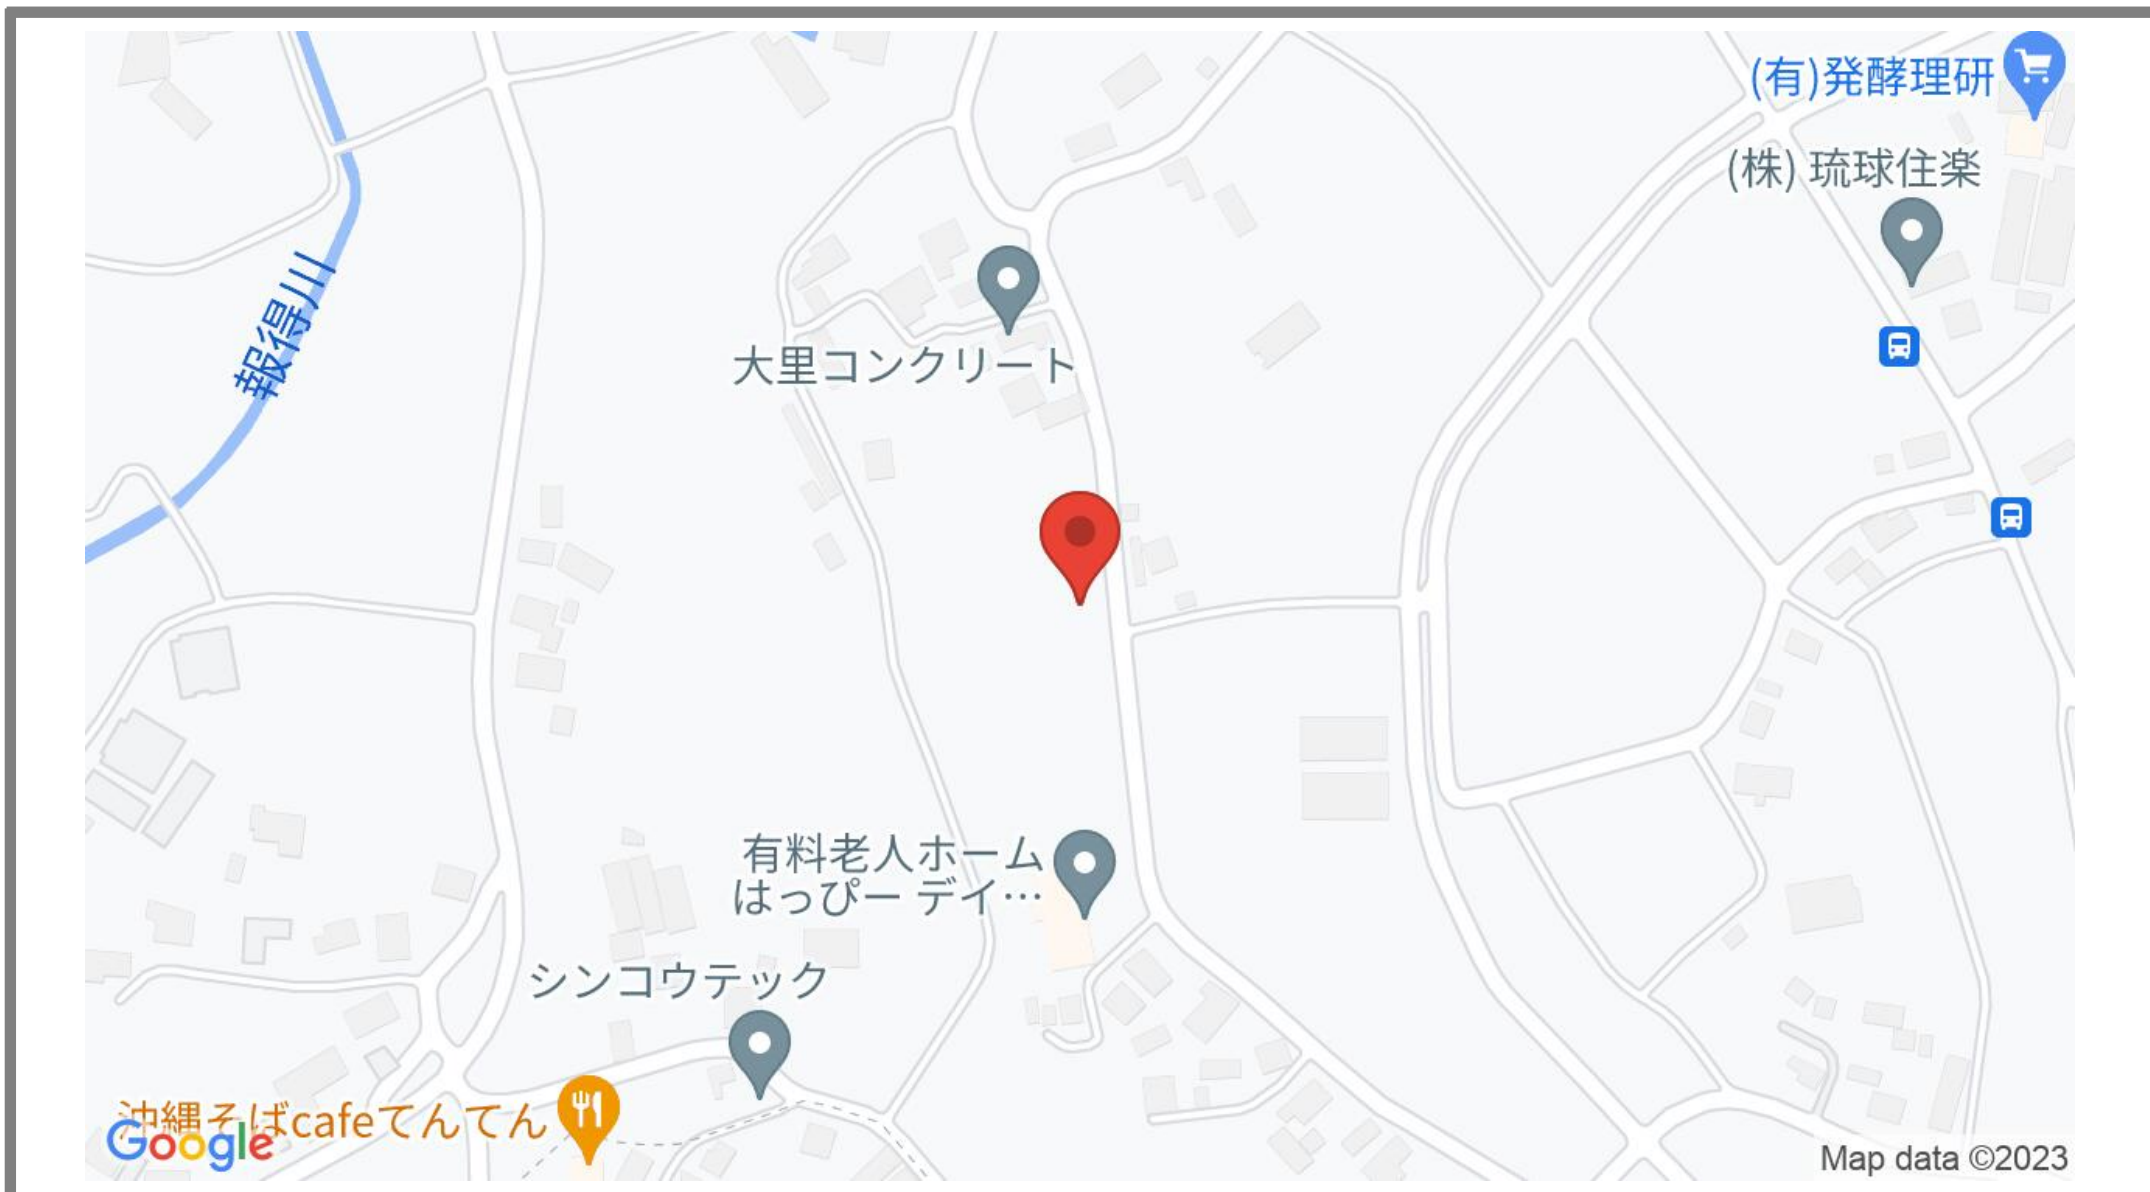 (有)発酵理研
(株) 琉球住楽
報得川
大里コンクリート
有料老人ホーム
はっぴー デイ…
シンコウテック
沖縄そばcafeてんてん
Google
Map data ©2023